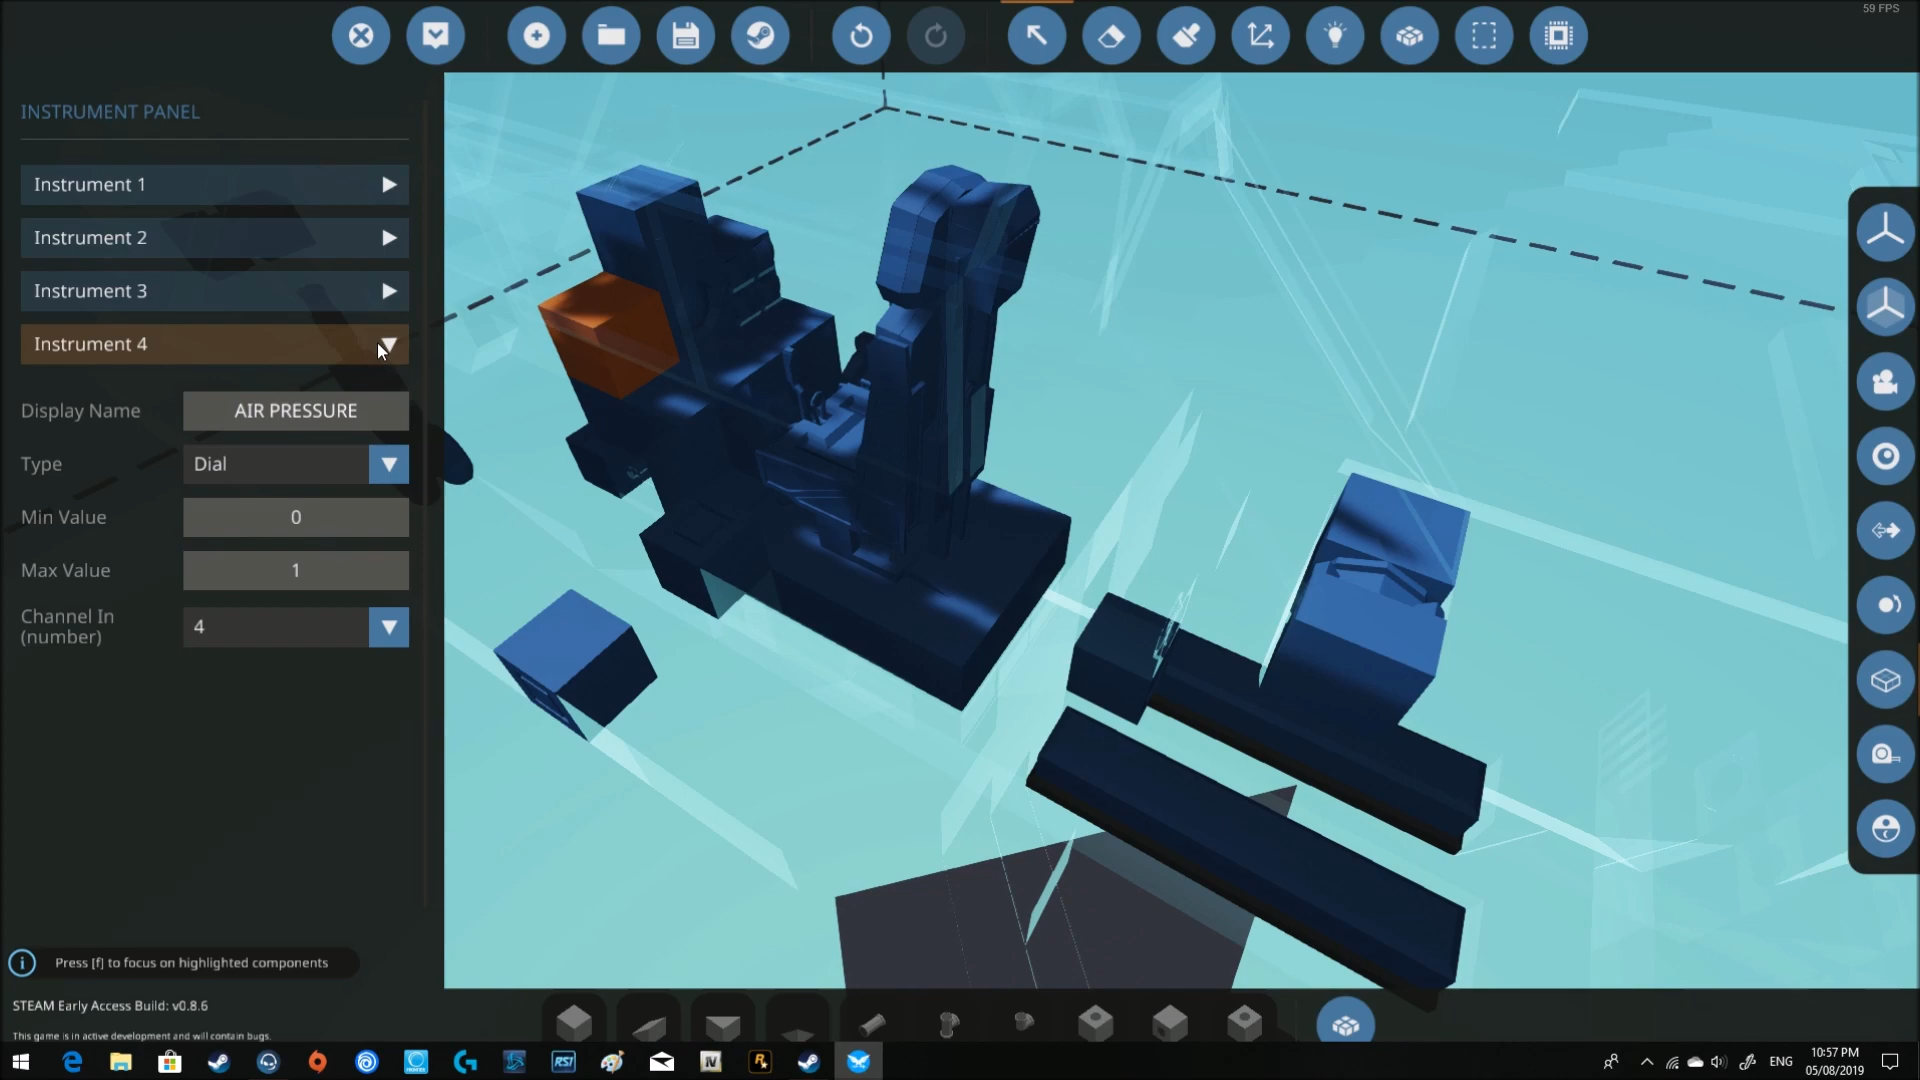 59 FPS
INSTRUMENT PANEL
Instrument 1
Instrument 2
Instrument 3
Instrument 4
Display Name
AIR PRESSURE
Type
Dial
Min Value
0
Max Value
1
Channel In
(number)
4
Press [f] to focus on highlighted components
STEAM Early Access Build: v0.8.6
This game is in active development and will contain bugs.
RSI
IV
R
ENG
10:57 PM
05/08/2019